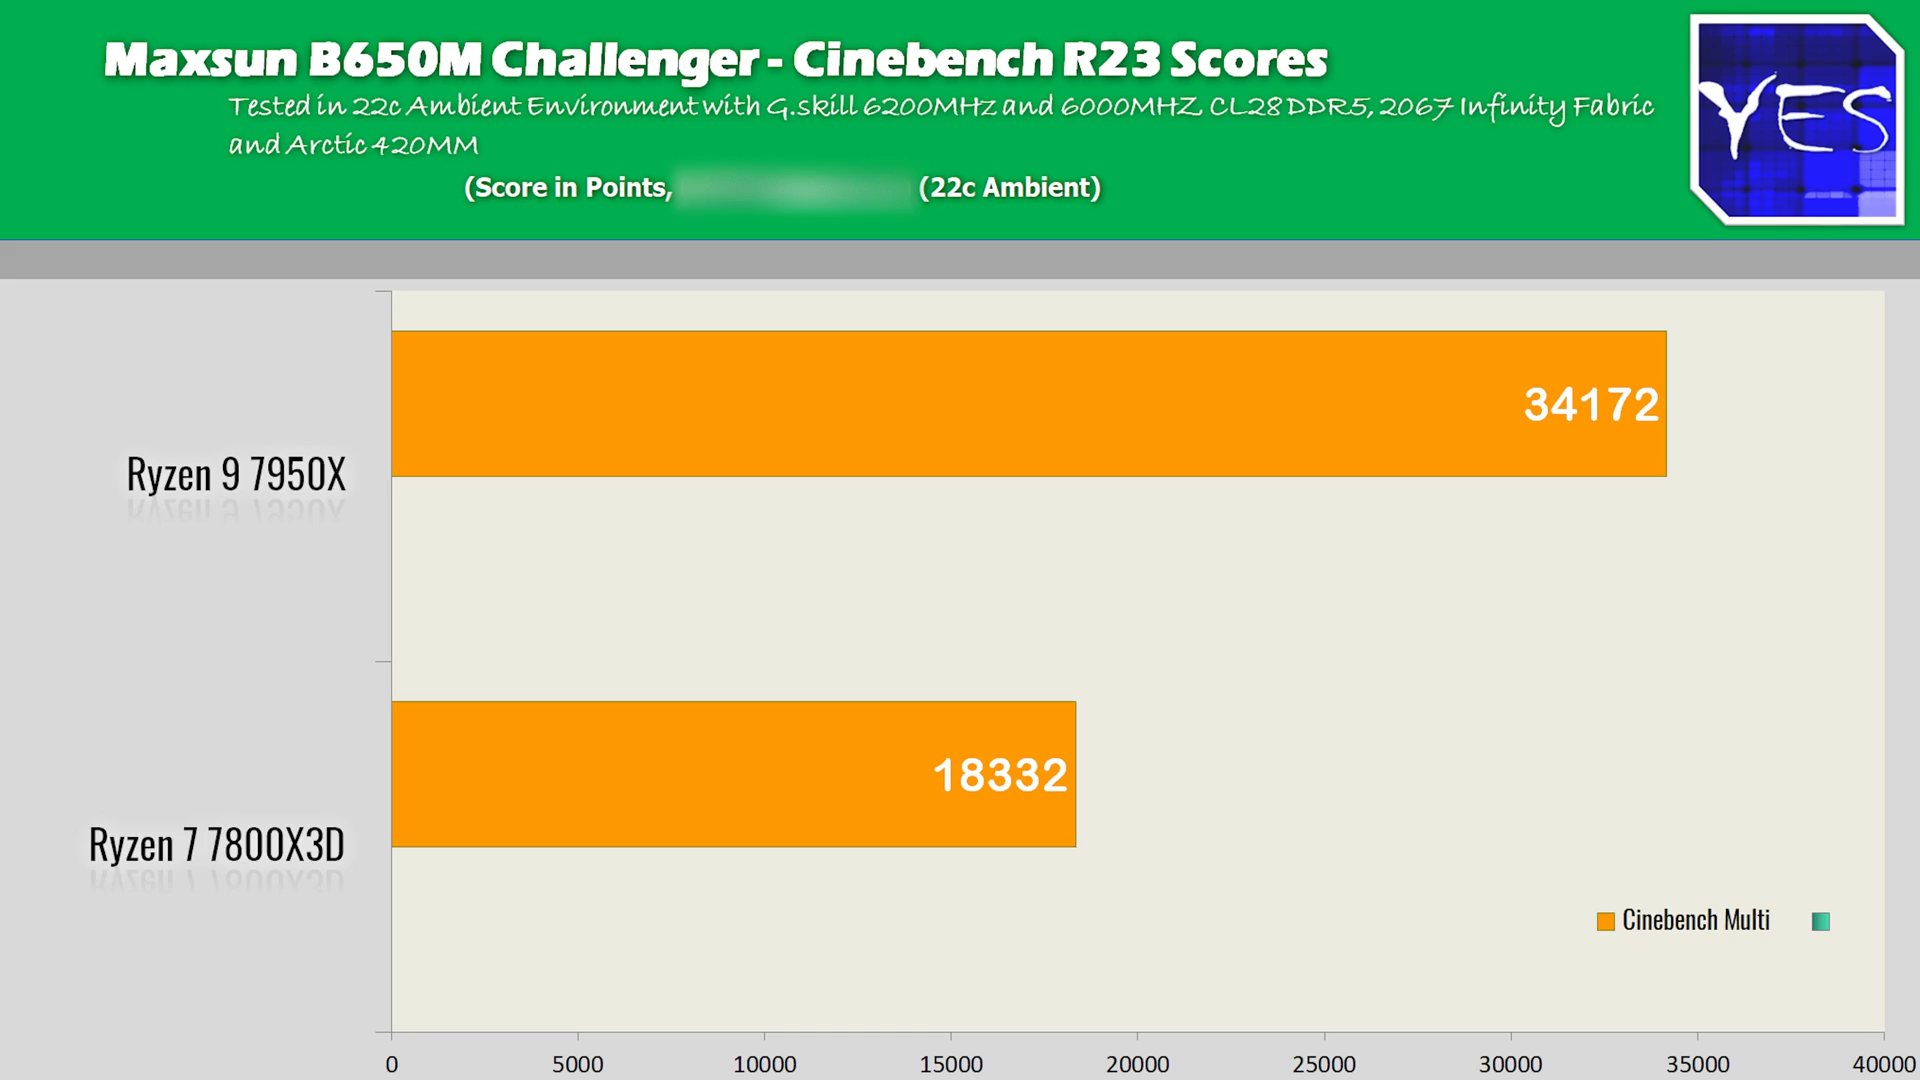 Maxsun B650M Challenger - Cinebench R23 Scores
Tested in 22c Ambient Environment with G.skill 6200MHz and 6000MHZ CL28 DDR5, 2067 Infinity Fabric
and Arctic 420MM
(Score in Points, (22c Ambient)
YES
34172
Ryzen 9 7950X
18332
Ryzen 7 7800X3D
Cinebench Multi
0 5000 10000 15000 20000 25000 30000 35000 40000